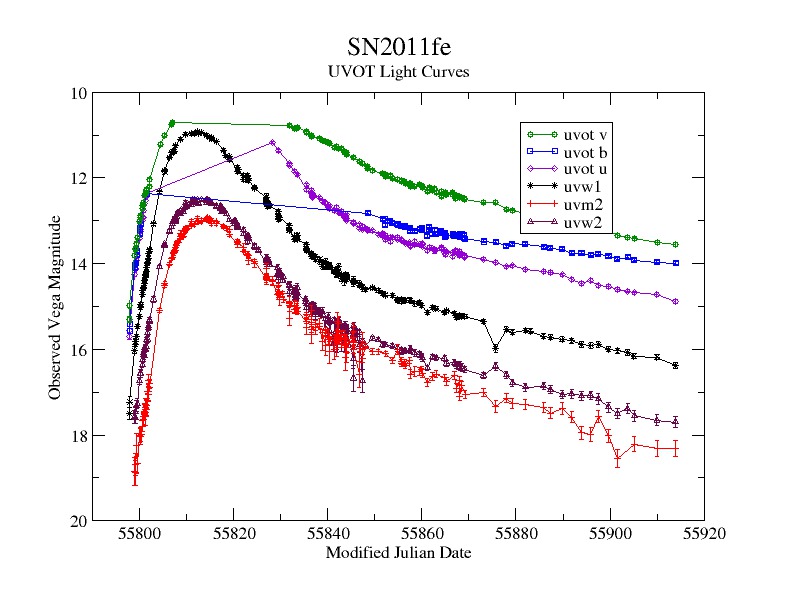 SN2011fe
UVOT Light Curves
10
12
14
16
18
20
Observed Vega Magnitude
uvot v
uvot b
uvot u
uvw1
uvm2
uvw2
55800 55820 55840 55860 55880 55900 55920
Modified Julian Date